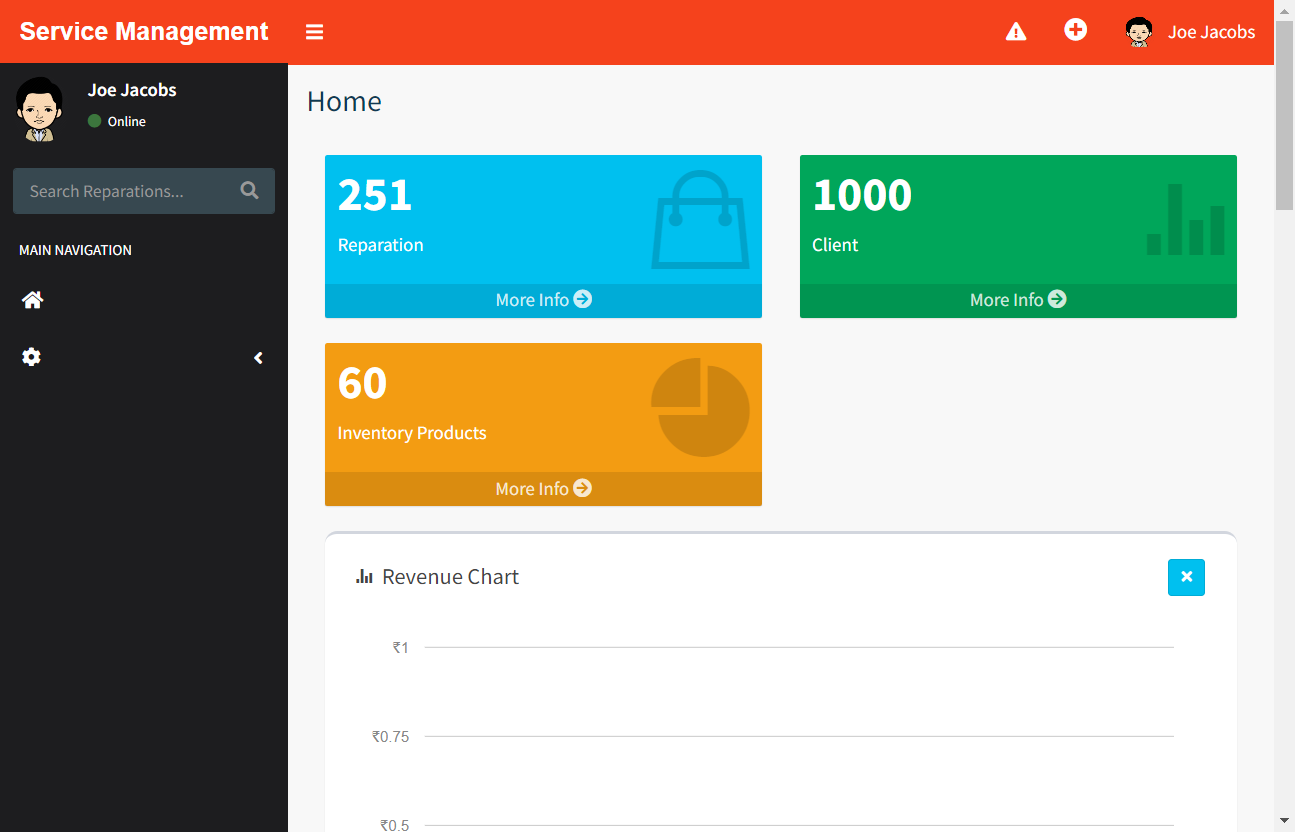 Service Management
Joe Jacobs
Joe Jacobs
Online
Search Reparations...
MAIN NAVIGATION
Home
251
Reparation
More Info
1000
Client
More Info
60
Inventory Products
More Info
Revenue Chart
₹1
₹0.75
₹0.5